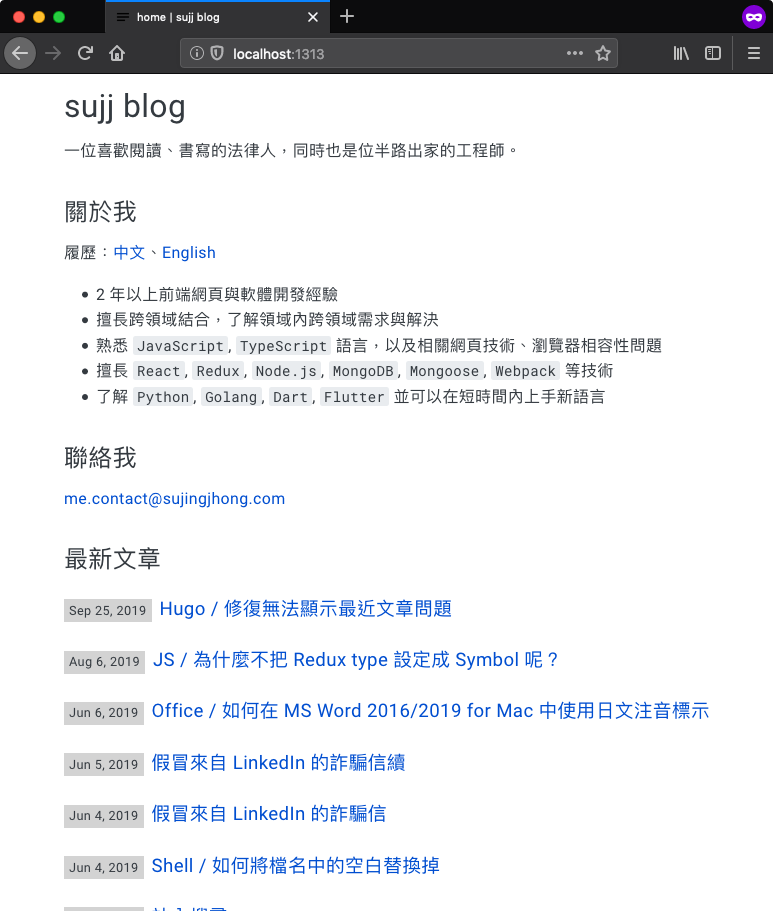 home | sujj blog
localhost:1313
sujj blog
一位喜歡閱讀、書寫的法律人，同時也是位半路出家的工程師。
關於我
履歷：中文、English
2 年以上前端網頁與軟體開發經驗
擅長跨領域結合，了解領域內跨領域需求與解決
熟悉 JavaScript, TypeScript 語言，以及相關網頁技術、瀏覽器相容性問題
擅長 React, Redux, Node.js, MongoDB, Mongoose, Webpack 等技術
了解 Python, Golang, Dart, Flutter 並可以在短時間內上手新語言
聯絡我
me.contact@sujingjhong.com
最新文章
Sep 25, 2019 Hugo / 修復無法顯示最近文章問題
Aug 6, 2019 JS / 為什麼不把 Redux type 設定成 Symbol 呢？
Jun 6, 2019 Office / 如何在 MS Word 2016/2019 for Mac 中使用日文注音標示
Jun 5, 2019 假冒來自 LinkedIn 的詐騙信續
Jun 4, 2019 假冒來自 LinkedIn 的詐騙信
Jun 4, 2019 Shell / 如何將檔名中的空白替換掉